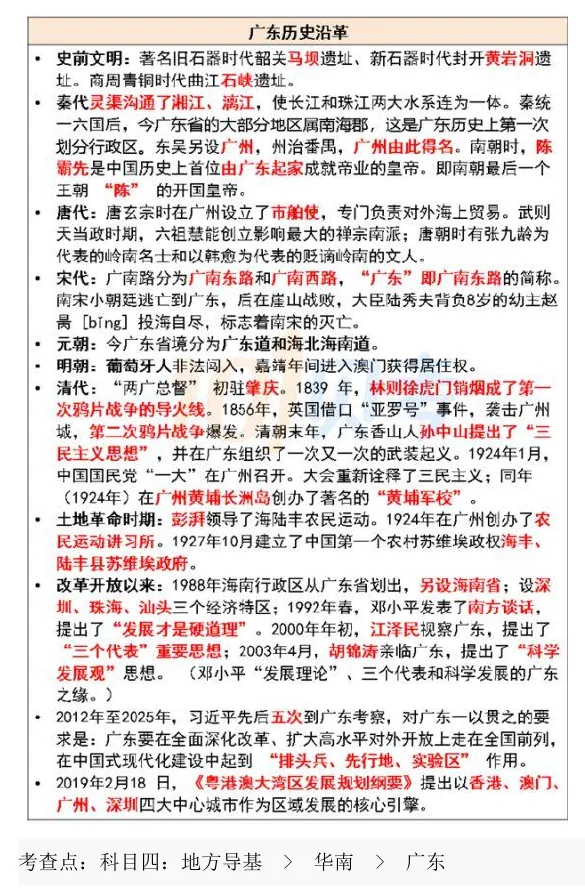 广东历史沿革
• 史前文明：著名旧石器时代韶关马坝遗址、新石器时代封开黄岩洞遗
址。商周青铜时代曲江石峡遗址。
• 秦代灵渠沟通了湘江、漓江，使长江和珠江两大水系连为一体。秦统
一六国后，今广东省的大部分地区属南海郡，这是广东历史上第一次
划分行政区。东吴另设广州，州治番禺，广州由此得名。南朝时，陈
霸先是中国历史上首位由广东起家成就帝业的皇帝。即南朝最后一个
王朝“陈”的开国皇帝。
• 唐代：唐玄宗时在广州设立了市舶使，专门负责对外海上贸易。武则
天当政时期，六祖慧能创立影响最大的禅宗南派；唐朝时有张九龄为
代表的岭南名士和以韩愈为代表的贬谪岭南的文人。
• 宋代：广南路分为广南东路和广南西路，“广东”即广南东路的简称。
南宋小朝廷逃亡到广东，后在崖山战败，大臣陆秀夫背负8岁的幼主赵
昺［bǐng］投海自尽，标志着南宋的灭亡。
• 元朝：今广东省境分为广东道和海北海南道。
• 明朝：葡萄牙人非法闯入，嘉靖年间进入澳门获得居住权。
• 清代：“两广总督”初驻肇庆。1839 年，林则徐虎门销烟成了第一
次鸦片战争的导火线。1856年，英国借口“亚罗号”事件，袭击广州
城，第二次鸦片战争爆发。清朝末年，广东香山人孙中山提出了“三
民主义思想”，并在广东组织了一次又一次的武装起义。1924年1月，
中国国民党“一大”在广州召开。大会重新诠释了三民主义；同年
（1924年）在广州黄埔长洲岛创办了著名的“黄埔军校”。
• 土地革命时期：彭湃领导了海陆丰农民运动。1924年在广州创办了农
民运动讲习所。1927年10月建立了中国第一个农村苏维埃政权海丰、
陆丰县苏维埃政府。
• 改革开放以来：1988年海南行政区从广东省划出，另设海南省；设深
圳、珠海、汕头三个经济特区；1992年春，邓小平发表了南方谈话，
提出了“发展才是硬道理”。2000年年初，江泽民视察广东，提出了
“三个代表”重要思想；2003年4月，胡锦涛亲临广东，提出了“科学
发展观”思想。（邓小平“发展理论”、三个代表和科学发展的广东
之缘。）
• 2012年至2025年，习近平先后五次到广东考察，对广东一以贯之的要
求是：广东要在全面深化改革、扩大高水平对外开放上走在全国前列，
在中国式现代化建设中起到“排头兵、先行地、实验区”作用。
• 2019年2月18 日，《粤港澳大湾区发展规划纲要》提出以香港、澳门、
广州、深圳四大中心城市作为区域发展的核心引擎。
考查点：科目四：地方导基 > 华南 > 广东